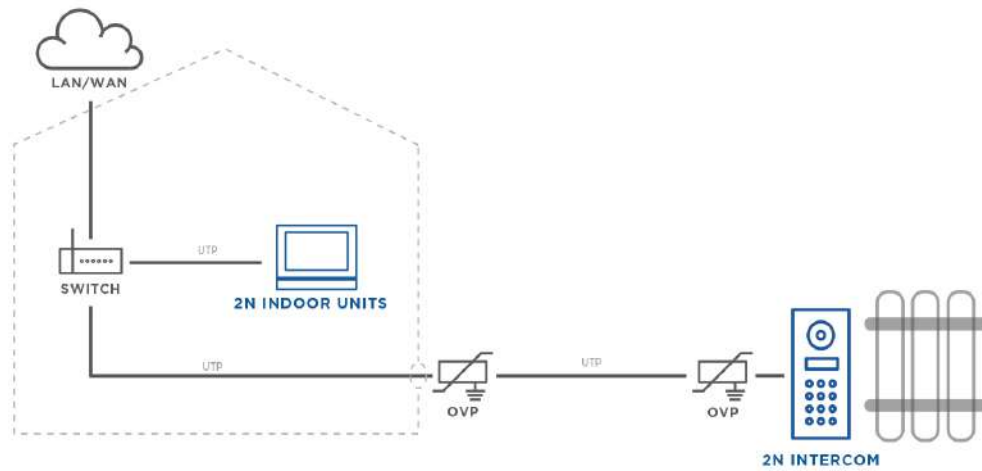 LAN/WAN
UTP
SWITCH
2N INDOOR UNITS
UTP
UTP
OVP
OVP
2N INTERCOM